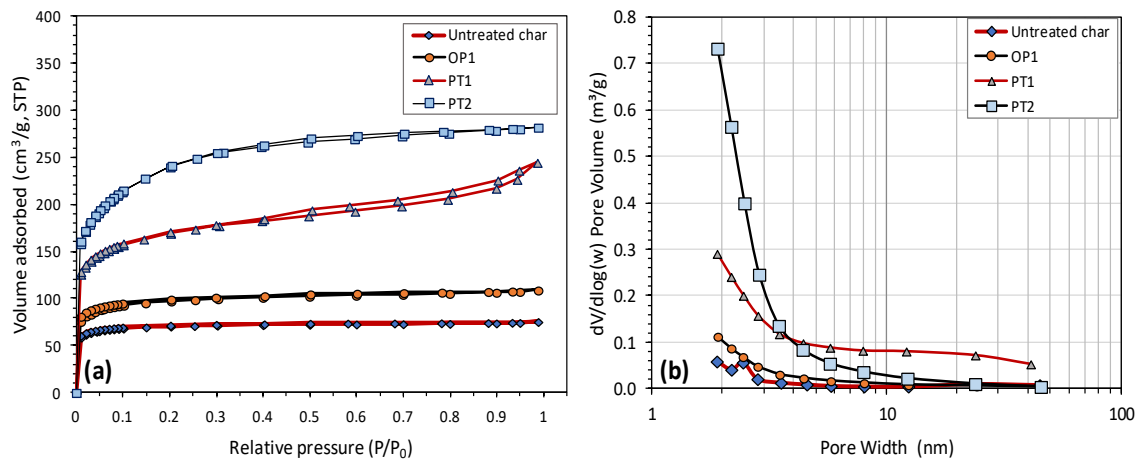 400
350
300
250
200
150
100
50
0
Volume adsorbed (cm³/g, STP)
Untreated char
OP1
PT1
PT2
(a)
0 0.1 0.2 0.3 0.4 0.5 0.6 0.7 0.8 0.9 1
Relative pressure (P/P₀)
0.8
0.7
0.6
0.5
0.4
0.3
0.2
0.1
0.0
dV/dlog(w) Pore Volume (m³/g)
Untreated char
OP1
PT1
PT2
(b)
1 10 100
Pore Width (nm)